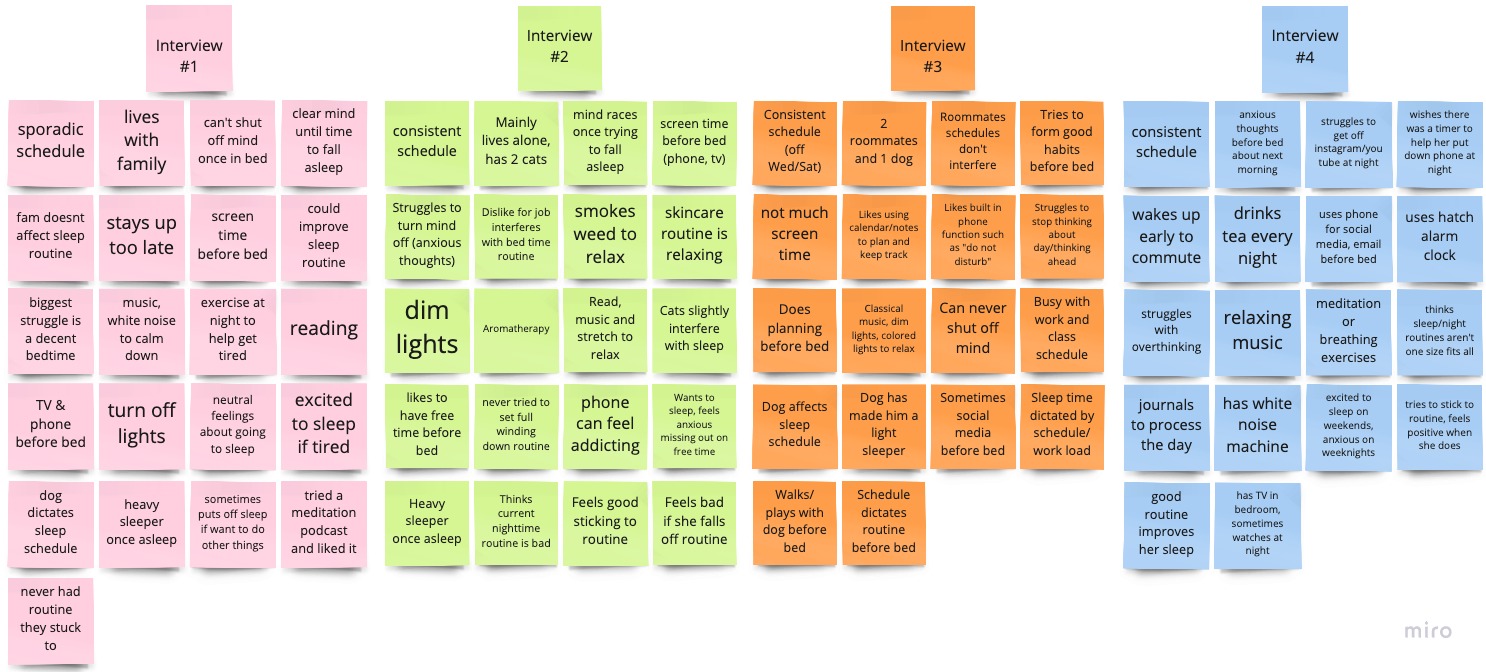 Interview
#1
sporadic
schedule
lives
with
family
can't shut
off mind
once in bed
clear mind
until time
to fall
asleep
fam doesnt
affect sleep
routine
stays up
too late
screen
time
before bed
could
improve
sleep
routine
biggest
struggle is
a decent
bedtime
music,
white noise
to calm
down
exercise at
night to
help get
tired
reading
TV &
phone
before bed
turn off
lights
neutral
feelings
about going
to sleep
excited
to sleep
if tired
dog
dictates
sleep
schedule
heavy
sleeper
once asleep
sometimes
puts off sleep
if want to do
other things
tried a
meditation
podcast
and liked it
never had
routine
they stuck
to
Interview
#2
consistent
schedule
Mainly
lives alone,
has 2 cats
mind races
once trying
to fall
asleep
screen time
before bed
(phone, tv)
Struggles to
turn mind
off (anxious
thoughts)
Dislike for job
interferes
with bed time
routine
smokes
weed to
relax
skincare
routine is
relaxing
dim
lights
Aromatherapy
Read,
music and
stretch to
relax
Cats slightly
interfere
with sleep
likes to
have free
time before
bed
never tried to
set full
winding
down routine
phone
can feel
addicting
Wants to
sleep, feels
anxious
missing out on
free time
Heavy
sleeper
once asleep
Thinks
current
nighttime
routine is bad
Feels good
sticking to
routine
Feels bad
if she falls
off routine
Interview
#3
Consistent
schedule
(off
Wed/Sat)
2
roommates
and 1 dog
Roommates
schedules
don't
interfere
Tries to
form good
habits
before bed
not much
screen
time
Likes using
calendar/notes
to plan and
keep track
Likes built in
phone
function such
as "do not
disturb"
Struggles to
stop thinking
about
day/thinking
ahead
Does
planning
before bed
Classical
music, dim
lights, colored
lights to relax
Can never
shut off
mind
Busy with
work and
class
schedule
Dog affects
sleep
schedule
Dog has
made him a
light
sleeper
Sometimes
social
media
before bed
Sleep time
dictated by
schedule/
work load
Walks/
plays with
dog before
bed
Schedule
dictates
routine
before bed
Interview
#4
consistent
schedule
anxious
thoughts
before bed
about next
morning
struggles to
get off
instagram/you
tube at night
wishes there
was a timer to
help her put
down phone at
night
wakes up
early to
commute
drinks
tea every
night
uses phone
for social
media, email
before bed
uses hatch
alarm
clock
struggles
with
overthinking
relaxing
music
meditation
or
breathing
exercises
thinks
sleep/night
routines aren't
one size fits all
journals
to process
the day
has white
noise
machine
excited to
sleep on
weekends,
anxious on
weeknights
tries to stick to
routine, feels
positive when
she does
good
routine
improves
her sleep
has TV in
bedroom,
sometimes
watches at
night
miro